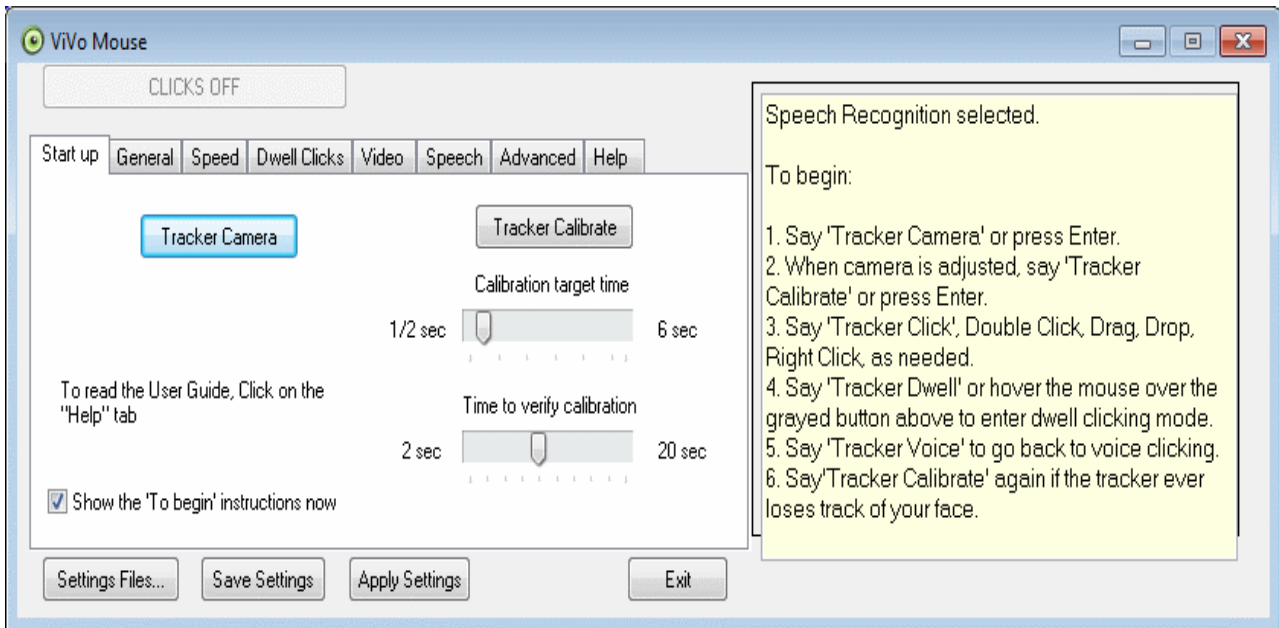 ViVo Mouse
CLICKS OFF
Start up General Speed Dwell Clicks Video Speech Advanced Help
Tracker Camera
Tracker Calibrate
Calibration target time
1/2 sec 6 sec
To read the User Guide, Click on the
"Help" tab
Time to verify calibration
2 sec 20 sec
Show the 'To begin' instructions now
Settings Files... Save Settings Apply Settings Exit
Speech Recognition selected.
To begin:
1. Say 'Tracker Camera' or press Enter.
2. When camera is adjusted, say 'Tracker
Calibrate' or press Enter.
3. Say 'Tracker Click', Double Click, Drag, Drop,
Right Click, as needed.
4. Say 'Tracker Dwell' or hover the mouse over the
grayed button above to enter dwell clicking mode.
5. Say 'Tracker Voice' to go back to voice clicking.
6. Say'Tracker Calibrate' again if the tracker ever
loses track of your face.